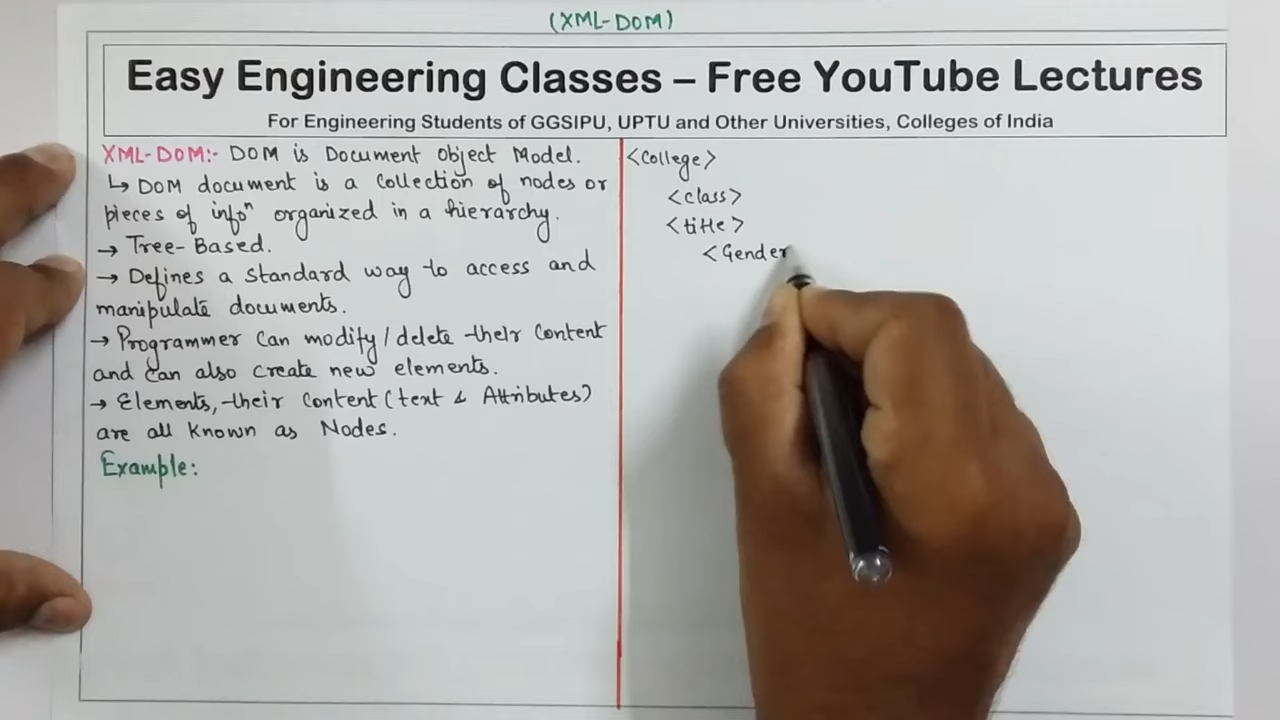 (XML-DOM)
Easy Engineering Classes – Free YouTube Lectures
For Engineering Students of GGSIPU, UPTU and Other Universities, Colleges of India
XML-DOM:- DOM is Document Object Model.
↳ DOM document is a collection of nodes or
pieces of infoⁿ organized in a hierarchy.
→ Tree-Based.
→ Defines a standard way to access and
manipulate documents.
→ Programmer can modify/delete their content
and can also create new elements.
→ Elements, their content (text & Attributes)
are all known as Nodes.
Example:
<College>
<class>
<title>
<Gender